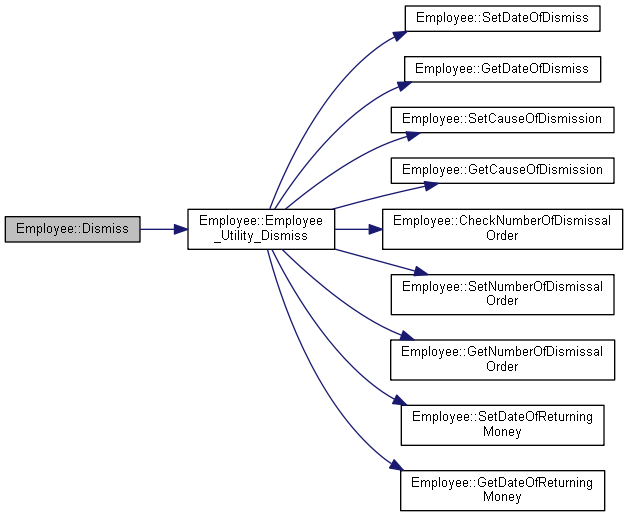 Employee::Dismiss
Employee::Employee
_Utility_Dismiss
Employee::SetDateOfDismiss
Employee::GetDateOfDismiss
Employee::SetCauseOfDismission
Employee::GetCauseOfDismission
Employee::CheckNumberOfDismissal
Order
Employee::SetNumberOfDismissal
Order
Employee::GetNumberOfDismissal
Order
Employee::SetDateOfReturning
Money
Employee::GetDateOfReturning
Money